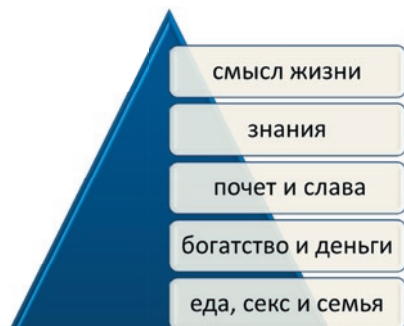 смысл жизни
знания
почет и слава
богатство и деньги
еда, секс и семья